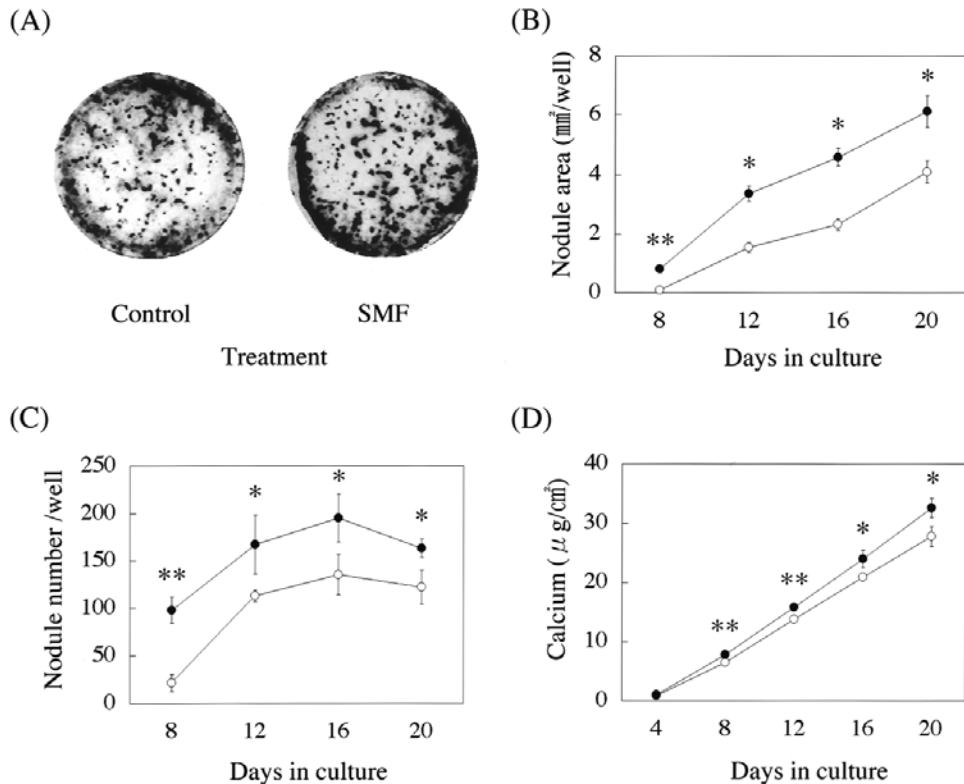 (A)
Control SMF
Treatment
(B)
Nodule area (㎟/well)
8
6
4
2
0
** * * *
8 12 16 20
Days in culture
(C)
Nodule number /well
250
200
150
100
50
0
** * * *
8 12 16 20
Days in culture
(D)
Calcium ( μ g/c㎡)
40
30
20
10
0
** ** * *
4 8 12 16 20
Days in culture